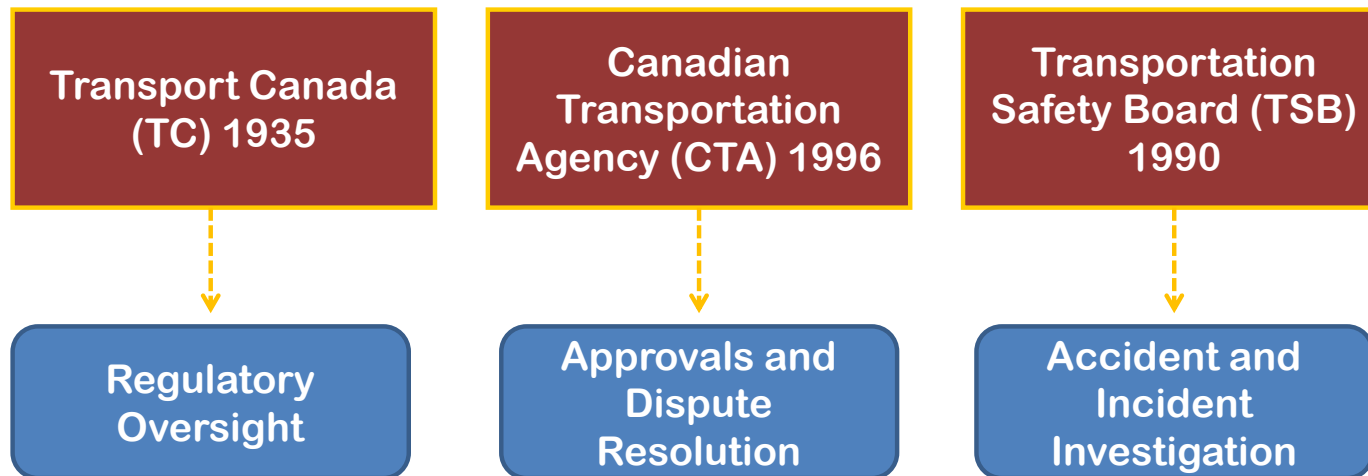 Transport Canada
(TC) 1935
Canadian
Transportation
Agency (CTA) 1996
Transportation
Safety Board (TSB)
1990
Regulatory
Oversight
Approvals and
Dispute
Resolution
Accident and
Incident
Investigation